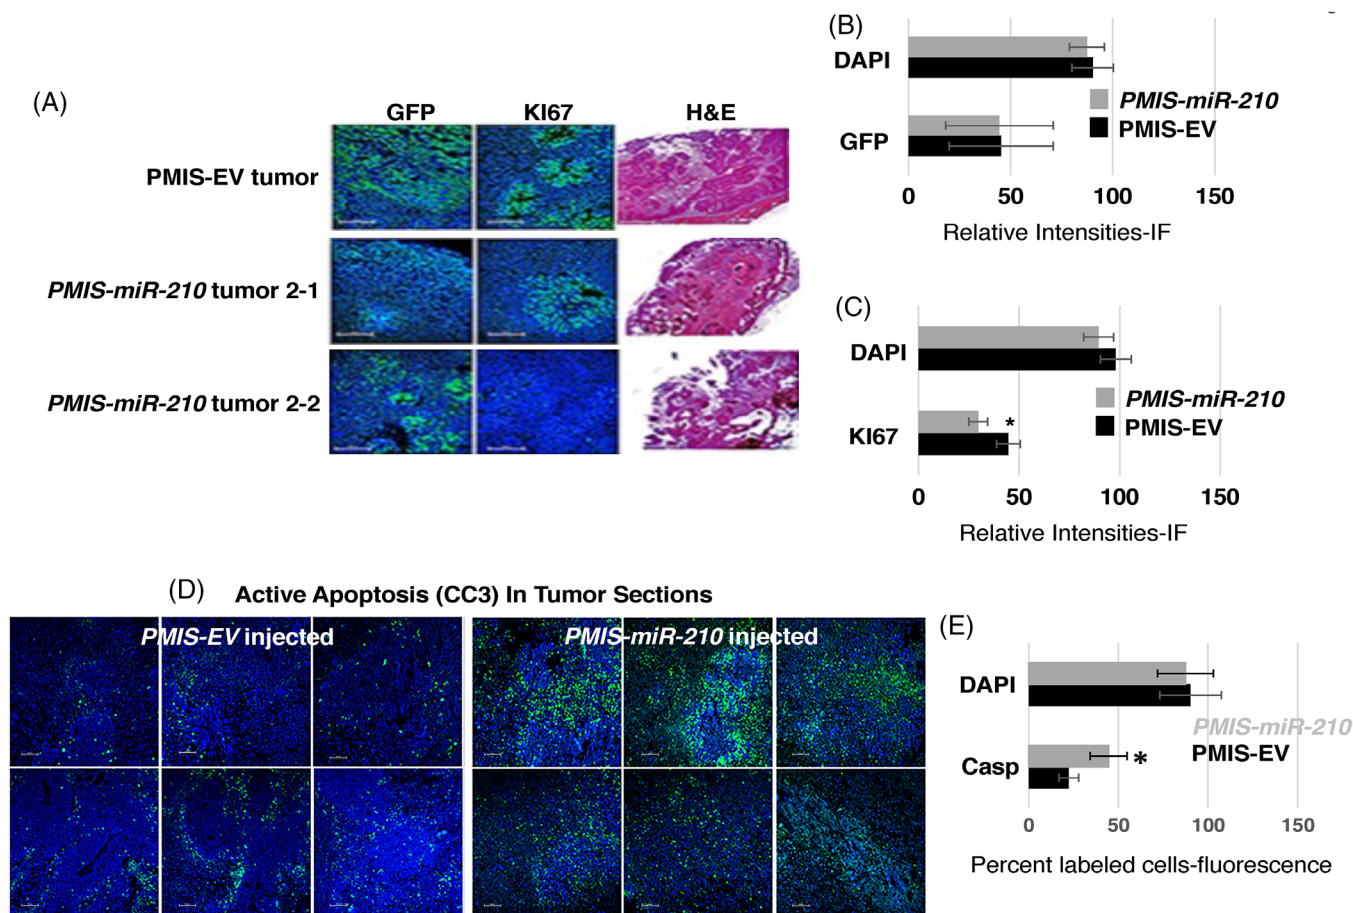 (A)
GFP KI67 H&E
PMIS-EV tumor
PMIS-miR-210 tumor 2-1
PMIS-miR-210 tumor 2-2
(B)
DAPI
GFP
PMIS-miR-210
PMIS-EV
0 50 100 150
Relative Intensities-IF
(C)
DAPI
KI67
*
PMIS-miR-210
PMIS-EV
0 50 100 150
Relative Intensities-IF
(D) Active Apoptosis (CC3) In Tumor Sections
PMIS-EV injected PMIS-miR-210 injected
(E)
DAPI
Casp
*
PMIS-miR-210
PMIS-EV
0 50 100 150
Percent labeled cells-fluorescence